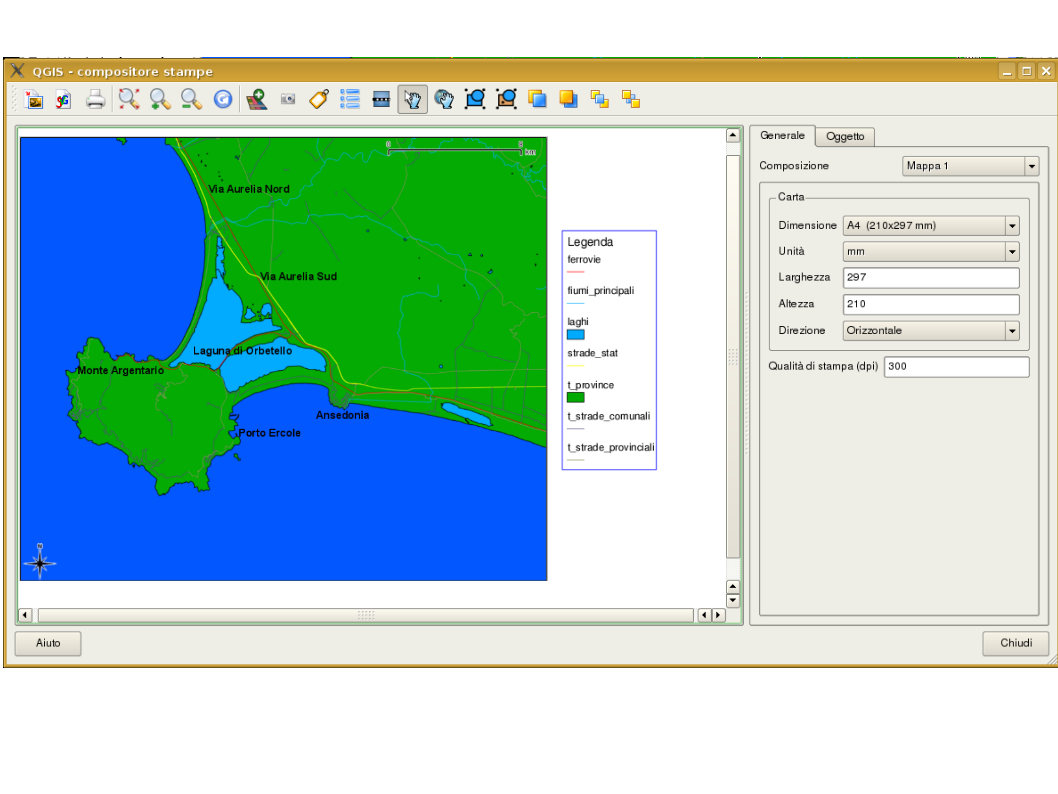 QGIS - compositore stampe
Generale
Oggetto
Composizione
Mappa 1
Carta
Dimensione
A4 (210x297 mm)
Unità
mm
Larghezza
297
Altezza
210
Direzione
Orizzontale
Qualità di stampa (dpi)
300
0
8
km
Via Aurelia Nord
Via Aurelia Sud
Laguna di Orbetello
Monte Argentario
Ansedonia
Porto Ercole
N
Legenda
ferrovie
fiumi_principali
laghi
strade_stat
t_province
t_strade_comunali
t_strade_provinciali
Aiuto
Chiudi